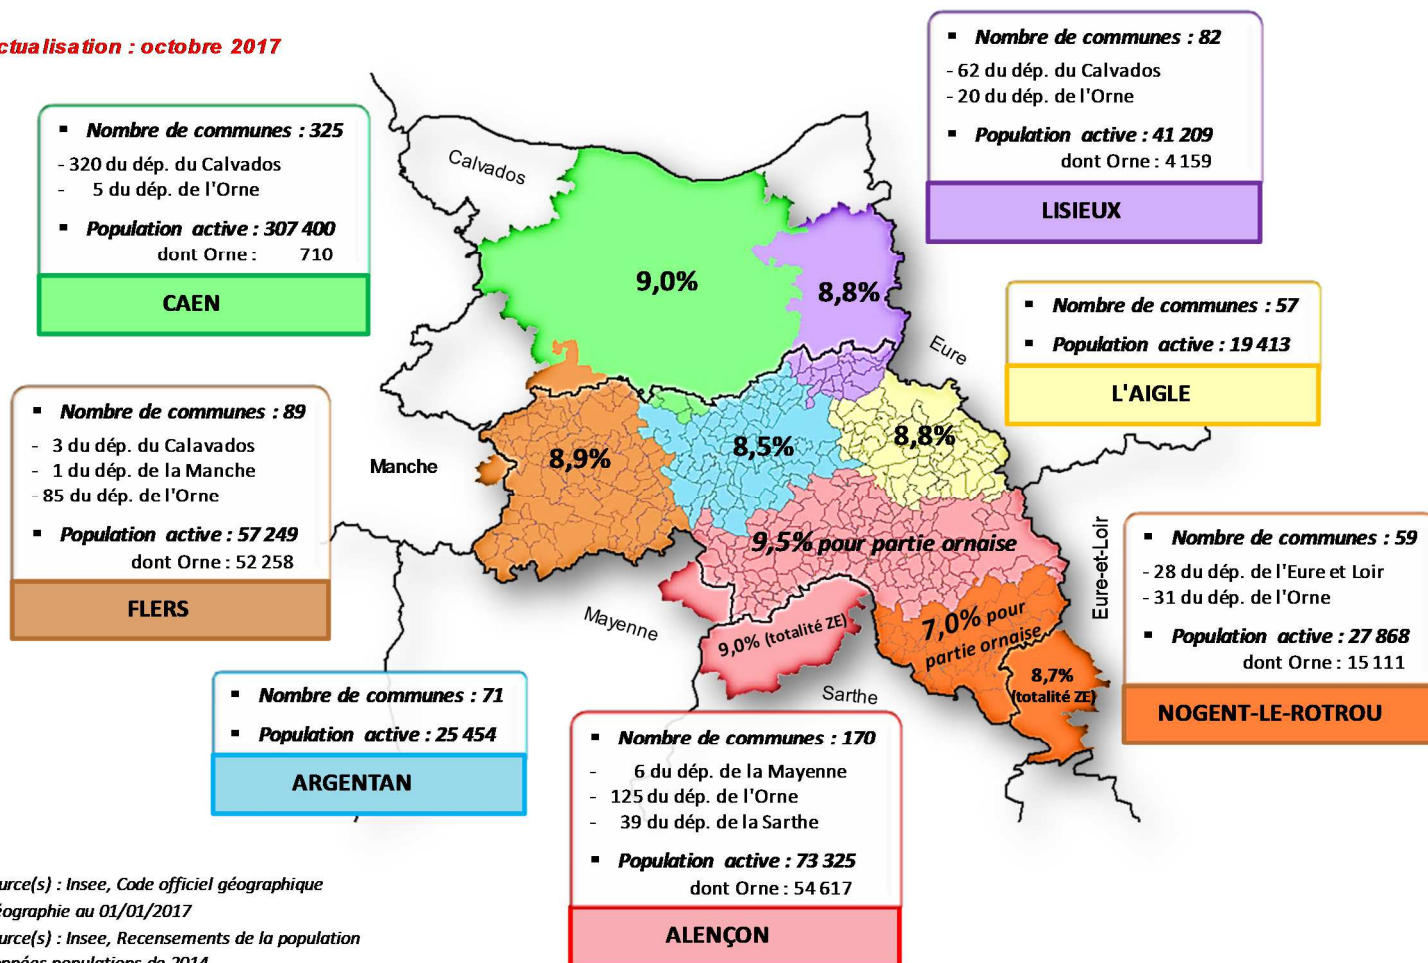 ctualisation : octobre 2017
▪ Nombre de communes : 82
- 62 du dép. du Calvados
- 20 du dép. de l'Orne
▪ Population active : 41 209
dont Orne : 4 159
LISIEUX
▪ Nombre de communes : 325
- 320 du dép. du Calvados
- 5 du dép. de l'Orne
▪ Population active : 307 400
dont Orne : 710
CAEN
Calvados
9,0%
8,8%
Eure
▪ Nombre de communes : 57
▪ Population active : 19 413
L'AIGLE
▪ Nombre de communes : 89
- 3 du dép. du Calavados
- 1 du dép. de la Manche
- 85 du dép. de l'Orne
▪ Population active : 57 249
dont Orne : 52 258
FLERS
Manche
8,9%
8,5%
8,8%
9,5% pour partie ornaise
Mayenne
9,0% (totalité ZE)
Sarthe
7,0% pour
partie ornaise
8,7%
(totalité ZE)
Eure-et-Loir
▪ Nombre de communes : 59
- 28 du dép. de l'Eure et Loir
- 31 du dép. de l'Orne
▪ Population active : 27 868
dont Orne : 15 111
NOGENT-LE-ROTROU
▪ Nombre de communes : 71
▪ Population active : 25 454
ARGENTAN
▪ Nombre de communes : 170
- 6 du dép. de la Mayenne
- 125 du dép. de l'Orne
- 39 du dép. de la Sarthe
▪ Population active : 73 325
dont Orne : 54 617
ALENÇON
urce(s) : Insee, Code officiel géographique
éographie au 01/01/2017
urce(s) : Insee, Recensements de la population
onnées populations de 2014